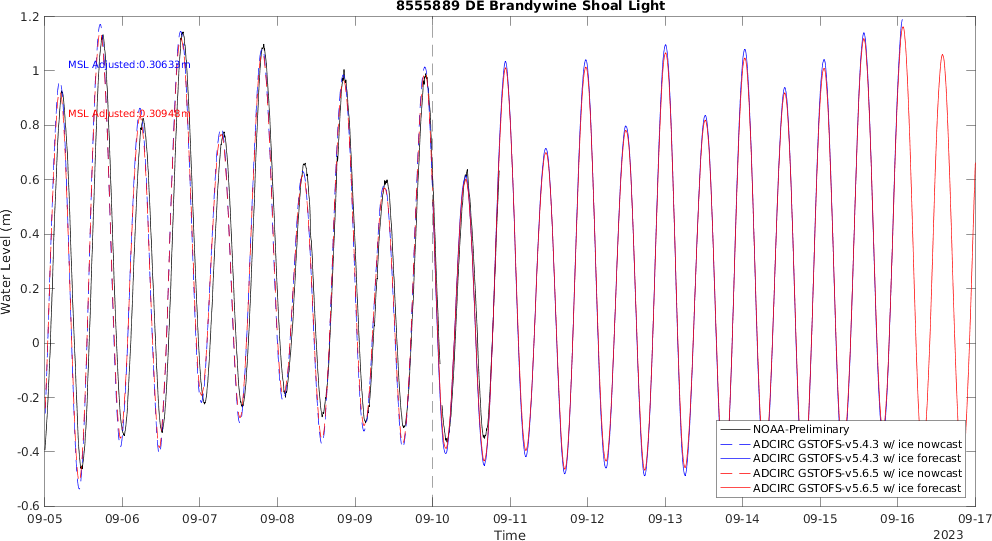 8555889 DE Brandywine Shoal Light
MSL Adjusted:0.30633m
MSL Adjusted:0.30948m
Water Level (m)
1.2
1
0.8
0.6
0.4
0.2
0
-0.2
-0.4
-0.6
NOAA-Preliminary
ADCIRC GSTOFS-v5.4.3 w/ ice nowcast
ADCIRC GSTOFS-v5.4.3 w/ ice forecast
ADCIRC GSTOFS-v5.6.5 w/ ice nowcast
ADCIRC GSTOFS-v5.6.5 w/ ice forecast
09-05 09-06 09-07 09-08 09-09 09-10 09-11 09-12 09-13 09-14 09-15 09-16 09-17
Time
2023